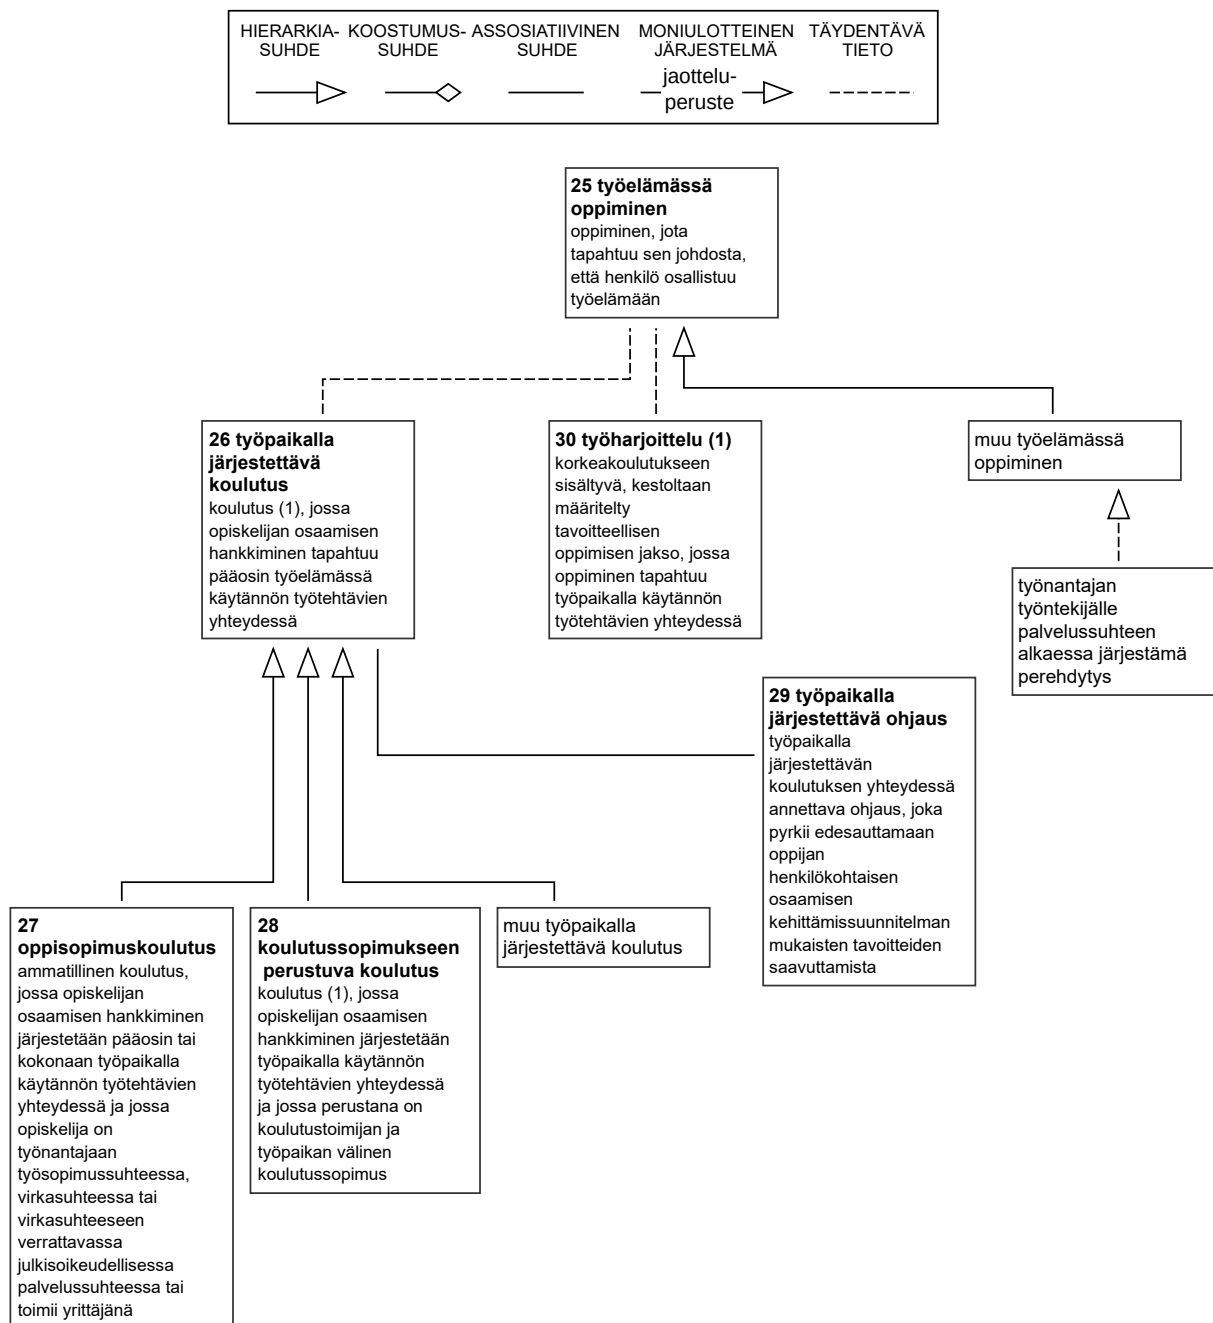 HIERARKIA-
SUHDE
KOOSTUMUS-
SUHDE
ASSOSIATIIVINEN
SUHDE
MONIULOTTEINEN
JÄRJESTELMÄ
TÄYDENTÄVÄ
TIETO
jaottelu-
peruste
25 työelämässä
oppiminen
oppiminen, jota
tapahtuu sen johdosta,
että henkilö osallistuu
työelämään
26 työpaikalla
järjestettävä
koulutus
koulutus (1), jossa
opiskelijan osaamisen
hankkiminen tapahtuu
pääosin työelämässä
käytännön työtehtävien
yhteydessä
30 työharjoittelu (1)
korkeakoulutukseen
sisältyvä, kestoltaan
määritelty
tavoitteellisen
oppimisen jakso, jossa
oppiminen tapahtuu
työpaikalla käytännön
työtehtävien yhteydessä
muu työelämässä
oppiminen
työnantajan
työntekijälle
palvelussuhteen
alkaessa järjestämä
perehdytys
29 työpaikalla
järjestettävä ohjaus
työpaikalla
järjestettävän
koulutuksen yhteydessä
annettava ohjaus, joka
pyrkii edesauttamaan
oppijan
henkilökohtaisen
osaamisen
kehittämissuunnitelman
mukaisten tavoitteiden
saavuttamista
27
oppisopimuskoulutus
ammatillinen koulutus,
jossa opiskelijan
osaamisen hankkiminen
järjestetään pääosin tai
kokonaan työpaikalla
käytännön työtehtävien
yhteydessä ja jossa
opiskelija on
työnantajaan
työsopimussuhteessa,
virkasuhteessa tai
virkasuhteeseen
verrattavassa
julkisoikeudellisessa
palvelussuhteessa tai
toimii yrittäjänä
28
koulutussopimukseen
perustuva koulutus
koulutus (1), jossa
opiskelijan osaamisen
hankkiminen järjestetään
työpaikalla käytännön
työtehtävien yhteydessä
ja jossa perustana on
koulutustoimijan ja
työpaikan välinen
koulutussopimus
muu työpaikalla
järjestettävä koulutus